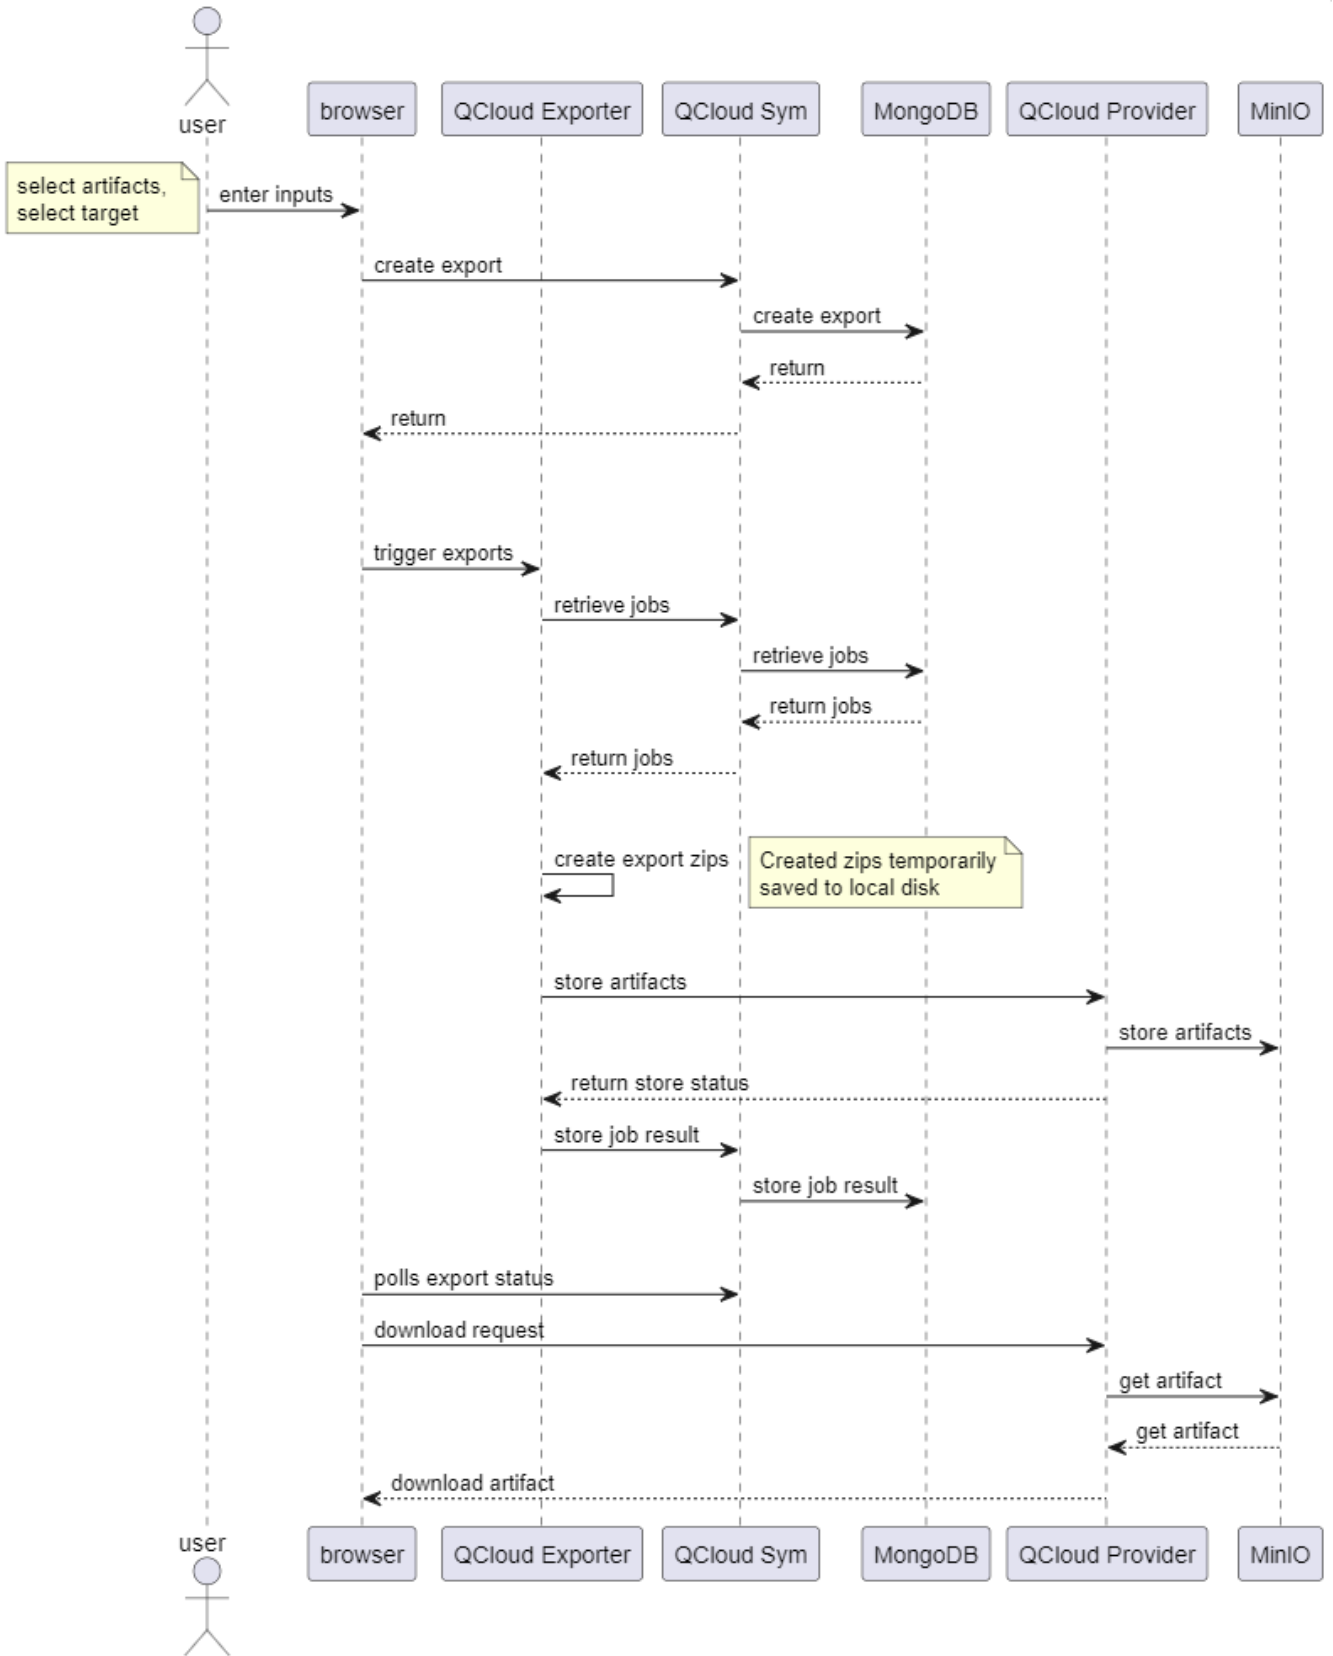 user
browser
QCloud Exporter
QCloud Sym
MongoDB
QCloud Provider
MinIO
select artifacts,
select target
enter inputs
create export
create export
return
return
trigger exports
retrieve jobs
retrieve jobs
return jobs
return jobs
create export zips
Created zips temporarily
saved to local disk
store artifacts
store artifacts
return store status
store job result
store job result
polls export status
download request
get artifact
get artifact
download artifact
user
browser
QCloud Exporter
QCloud Sym
MongoDB
QCloud Provider
MinIO